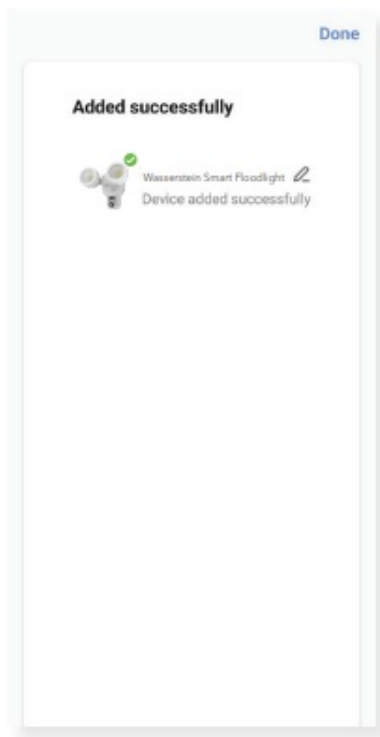 Done
Added successfully
Wasserstein Smart Floodlight
Device added successfully